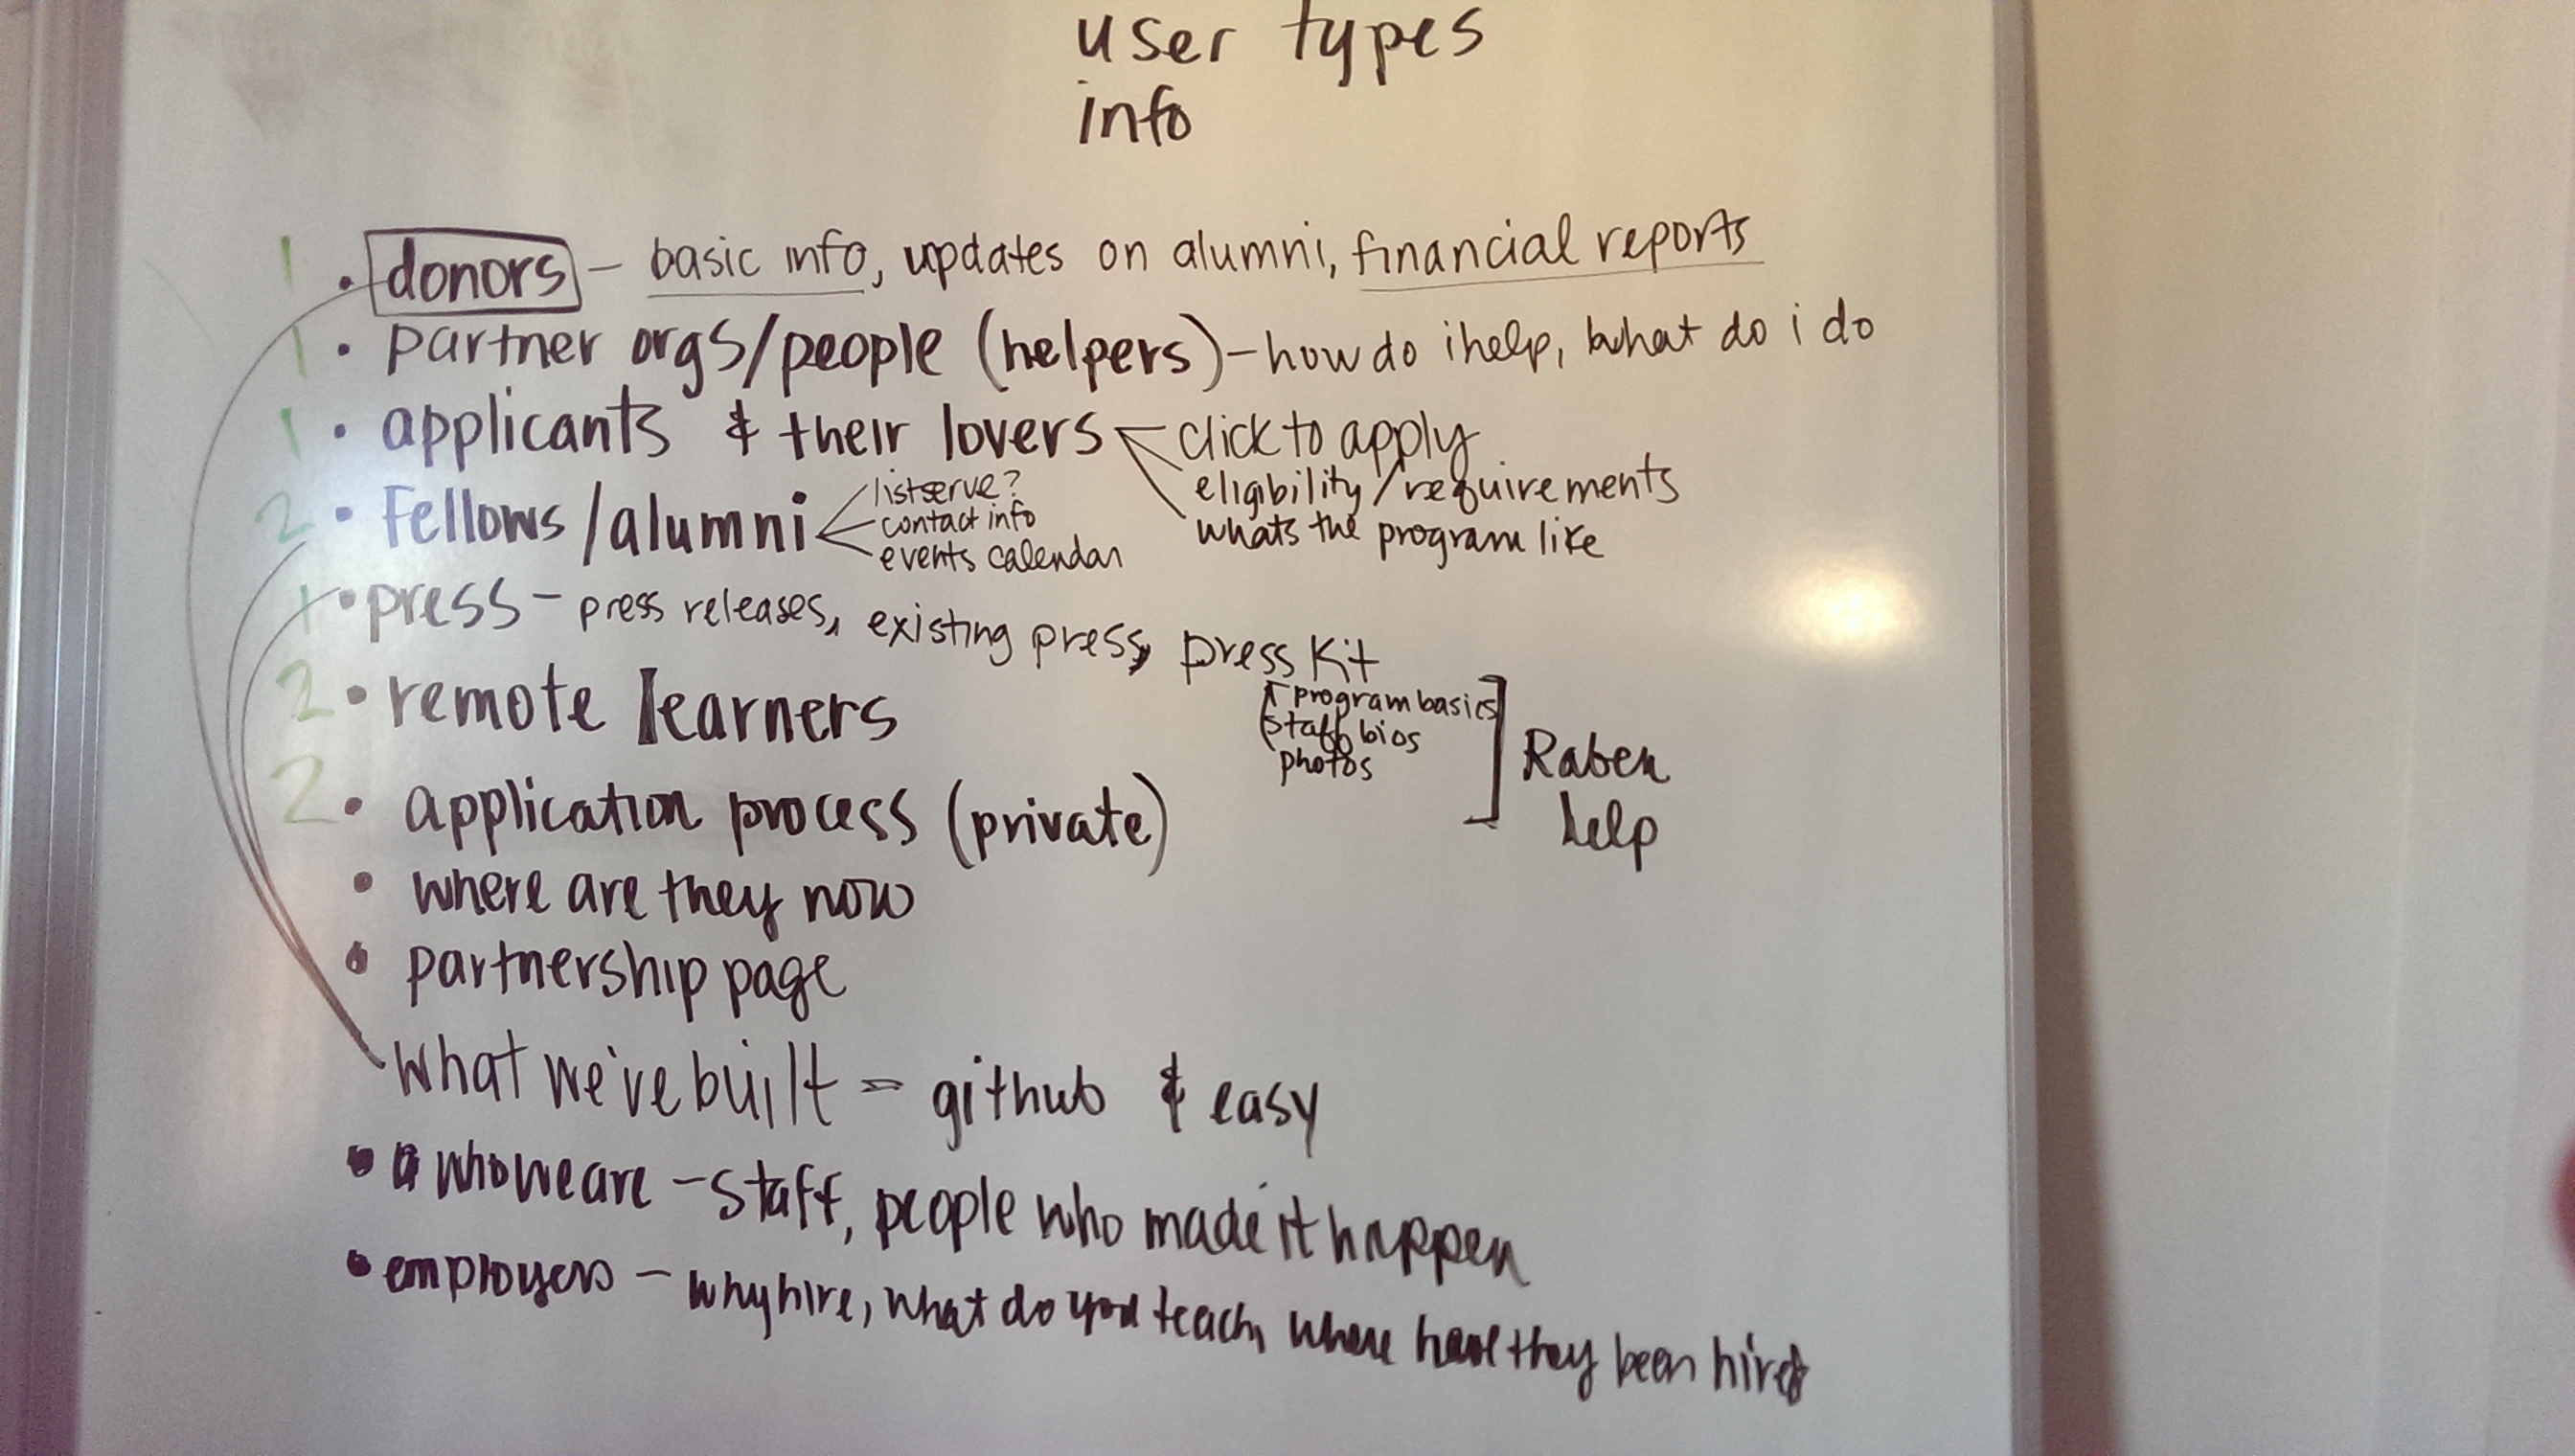 user types
info
1 • donors – basic info, updates on alumni, financial reports
1 • partner orgs/people (helpers) – how do i help, what do i do
1 • applicants & their lovers click to apply
eligibility/requirements
whats the program like
2 • Fellows/alumni listserve?
contact info
events calendar
1 • press – press releases, existing press, press kit
program basics
staff bios
photos
2 • remote learners
Raben
help
2 • application process (private)
• where are they now
• partnership page
what we've built = github & easy
• who we are – staff, people who made it happen
• employers – why hire, what do you teach, where have they been hired